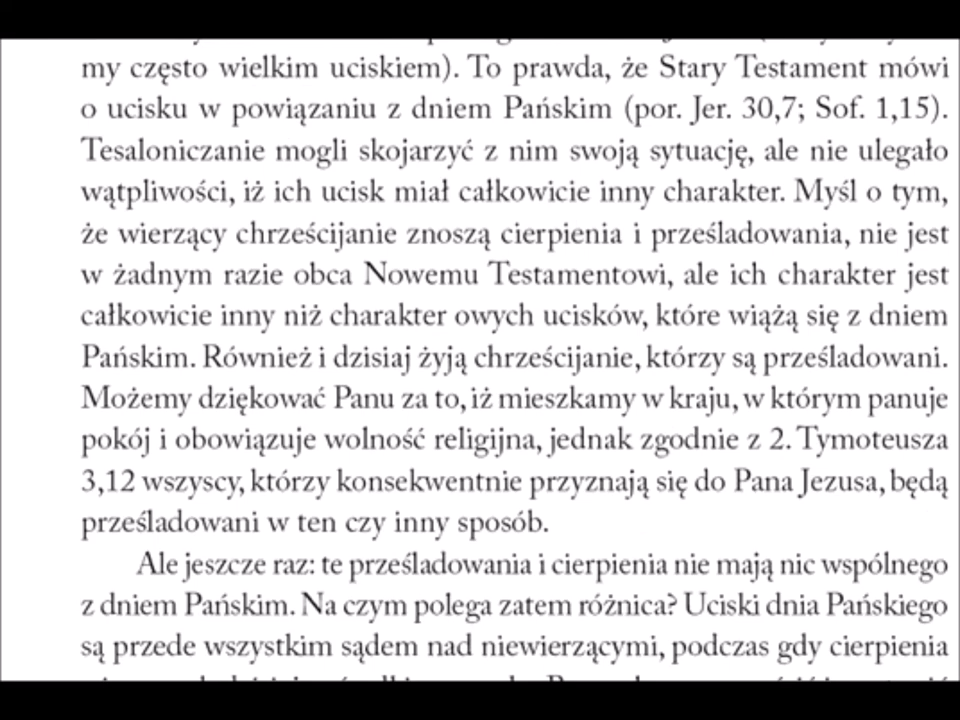 my często wielkim uciskiem). To prawda, że Stary Testament mówi
o ucisku w powiązaniu z dniem Pańskim (por. Jer. 30,7; Sof. 1,15).
Tesaloniczanie mogli skojarzyć z nim swoją sytuację, ale nie ulegało
wątpliwości, iż ich ucisk miał całkowicie inny charakter. Myśl o tym,
że wierzący chrześcijanie znoszą cierpienia i prześladowania, nie jest
w żadnym razie obca Nowemu Testamentowi, ale ich charakter jest
całkowicie inny niż charakter owych ucisków, które wiążą się z dniem
Pańskim. Również i dzisiaj żyją chrześcijanie, którzy są prześladowani.
Możemy dziękować Panu za to, iż mieszkamy w kraju, w którym panuje
pokój i obowiązuje wolność religijna, jednak zgodnie z 2. Tymoteusza
3,12 wszyscy, którzy konsekwentnie przyznają się do Pana Jezusa, będą
prześladowani w ten czy inny sposób.
Ale jeszcze raz: te prześladowania i cierpienia nie mają nic wspólnego
z dniem Pańskim. Na czym polega zatem różnica? Uciski dnia Pańskiego
są przede wszystkim sądem nad niewierzącymi, podczas gdy cierpienia